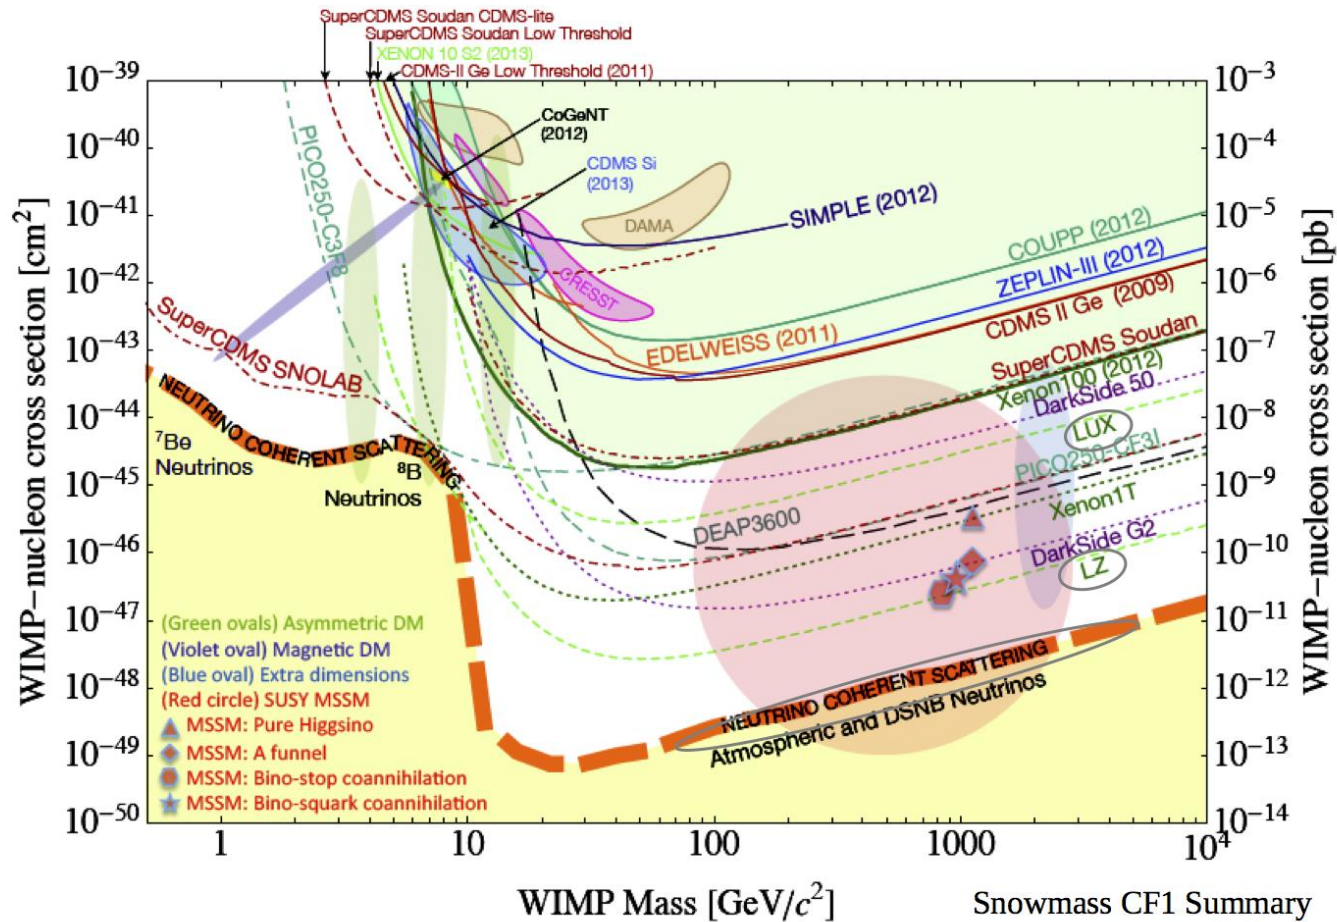 SuperCDMS Soudan CDMS-lite
SuperCDMS Soudan Low Threshold
XENON 10 S2 (2013)
CDMS-II Ge Low Threshold (2011)
10⁻³⁹
10⁻⁴⁰
10⁻⁴¹
10⁻⁴²
10⁻⁴³
10⁻⁴⁴
10⁻⁴⁵
10⁻⁴⁶
10⁻⁴⁷
10⁻⁴⁸
10⁻⁴⁹
10⁻⁵⁰
WIMP−nucleon cross section [cm²]
10⁻³
10⁻⁴
10⁻⁵
10⁻⁶
10⁻⁷
10⁻⁸
10⁻⁹
10⁻¹⁰
10⁻¹¹
10⁻¹²
10⁻¹³
10⁻¹⁴
WIMP−nucleon cross section [pb]
CoGeNT
(2012)
CDMS Si
(2013)
PICO250-C3F8
DAMA
CRESST
SIMPLE (2012)
COUPP (2012)
ZEPLIN-III (2012)
CDMS II Ge (2009)
EDELWEISS (2011)
SuperCDMS Soudan
Xenon100 (2012)
DarkSide 50
LUX
PICO250-CF3I
Xenon1T
DEAP3600
DarkSide G2
LZ
SuperCDMS SNOLAB
NEUTRINO COHERENT SCATTERING
⁷Be
Neutrinos
⁸B
Neutrinos
NEUTRINO COHERENT SCATTERING
Atmospheric and DSNB Neutrinos
(Green ovals) Asymmetric DM
(Violet oval) Magnetic DM
(Blue oval) Extra dimensions
(Red circle) SUSY MSSM
MSSM: Pure Higgsino
MSSM: A funnel
MSSM: Bino-stop coannihilation
MSSM: Bino-squark coannihilation
1 10 100 1000 10⁴
WIMP Mass [GeV/c²]
Snowmass CF1 Summary